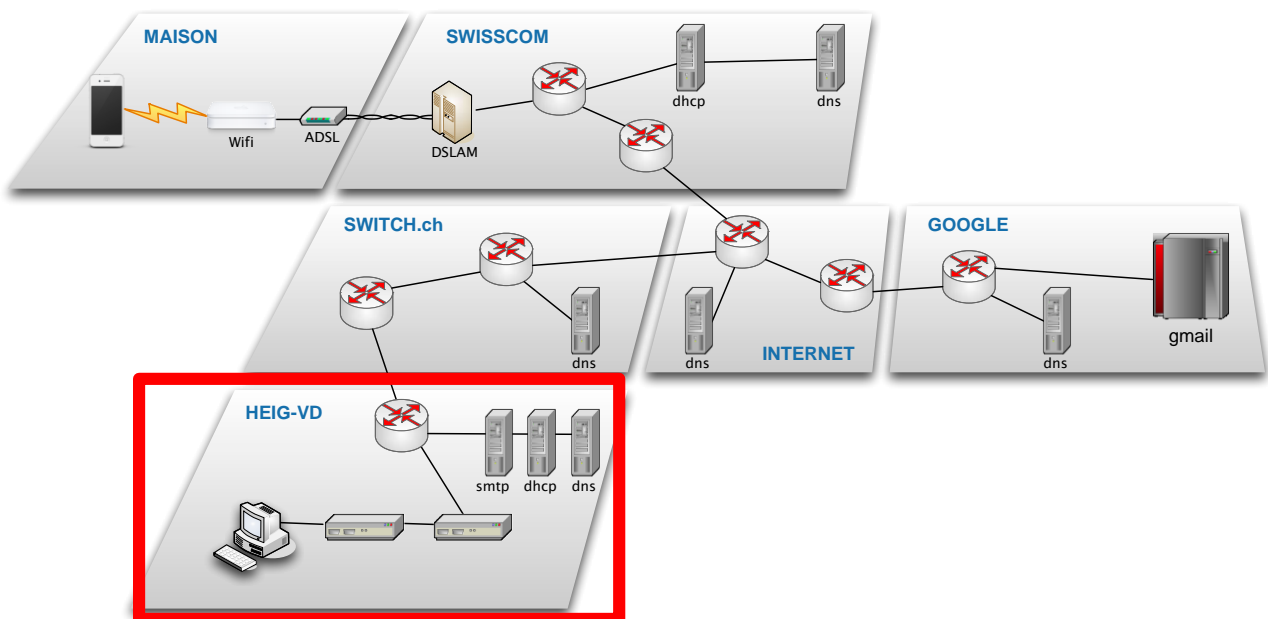 MAISON
SWISSCOM
Wifi
ADSL
DSLAM
dhcp
dns
SWITCH.ch
dns
INTERNET
dns
GOOGLE
dns
gmail
HEIG-VD
smtp
dhcp
dns